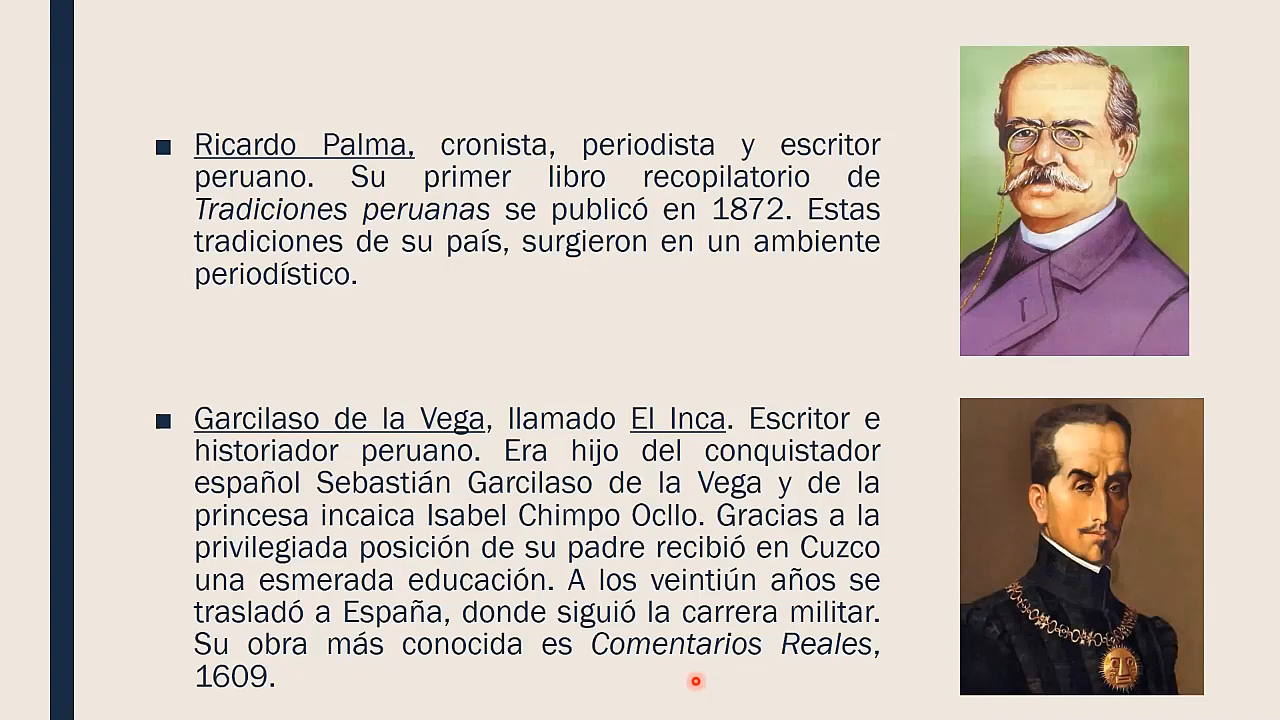 ■ Ricardo Palma, cronista, periodista y escritor
peruano. Su primer libro recopilatorio de
Tradiciones peruanas se publicó en 1872. Estas
tradiciones de su país, surgieron en un ambiente
periodístico.
■ Garcilaso de la Vega, llamado El Inca. Escritor e
historiador peruano. Era hijo del conquistador
español Sebastián Garcilaso de la Vega y de la
princesa incaica Isabel Chimpo Ocllo. Gracias a la
privilegiada posición de su padre recibió en Cuzco
una esmerada educación. A los veintiún años se
trasladó a España, donde siguió la carrera militar.
Su obra más conocida es Comentarios Reales,
1609.